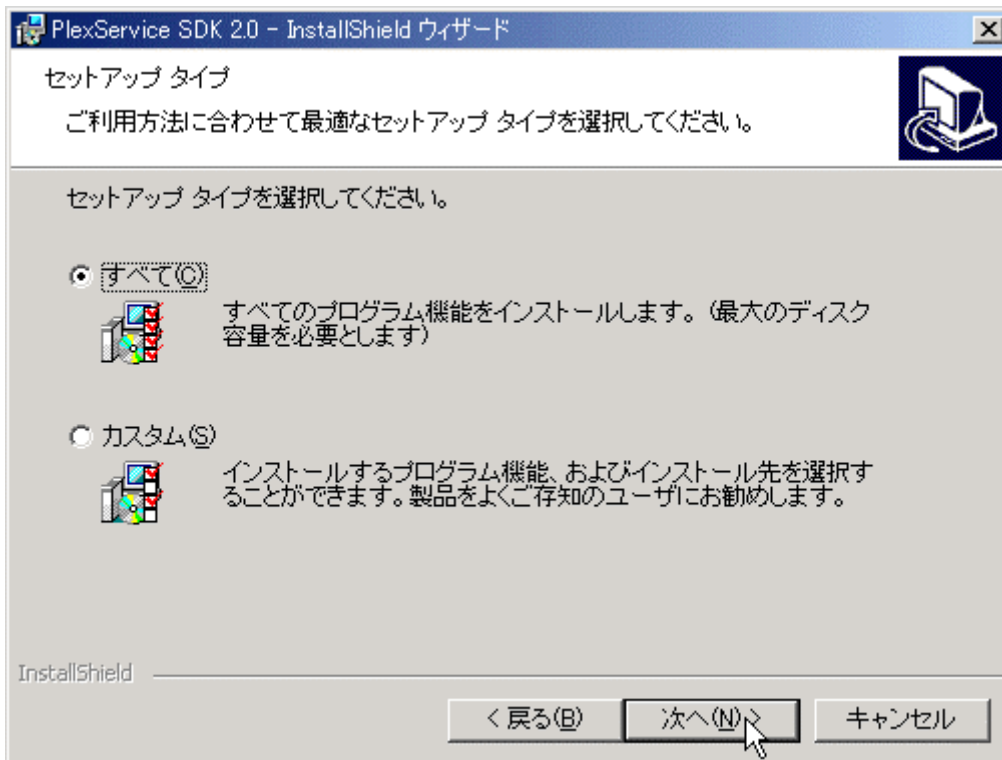 PlexService SDK 2.0 - InstallShield ウィザード
セットアップ タイプ
ご利用方法に合わせて最適なセットアップ タイプを選択してください。
セットアップ タイプを選択してください。
すべて(C)
すべてのプログラム機能をインストールします。（最大のディスク
容量を必要とします）
カスタム(S)
インストールするプログラム機能、およびインストール先を選択す
ることができます。製品をよくご存知のユーザにお勧めします。
InstallShield
< 戻る(B) 次へ(N) > キャンセル